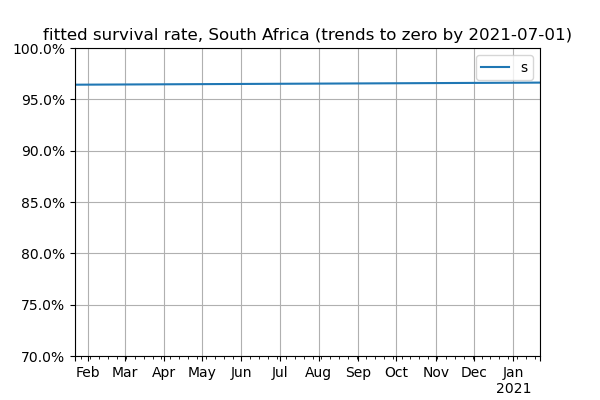 fitted survival rate, South Africa (trends to zero by 2021-07-01)
100.0%
s
95.0%
90.0%
85.0%
80.0%
75.0%
70.0%
Feb Mar Apr May Jun Jul Aug Sep Oct Nov Dec Jan
2021